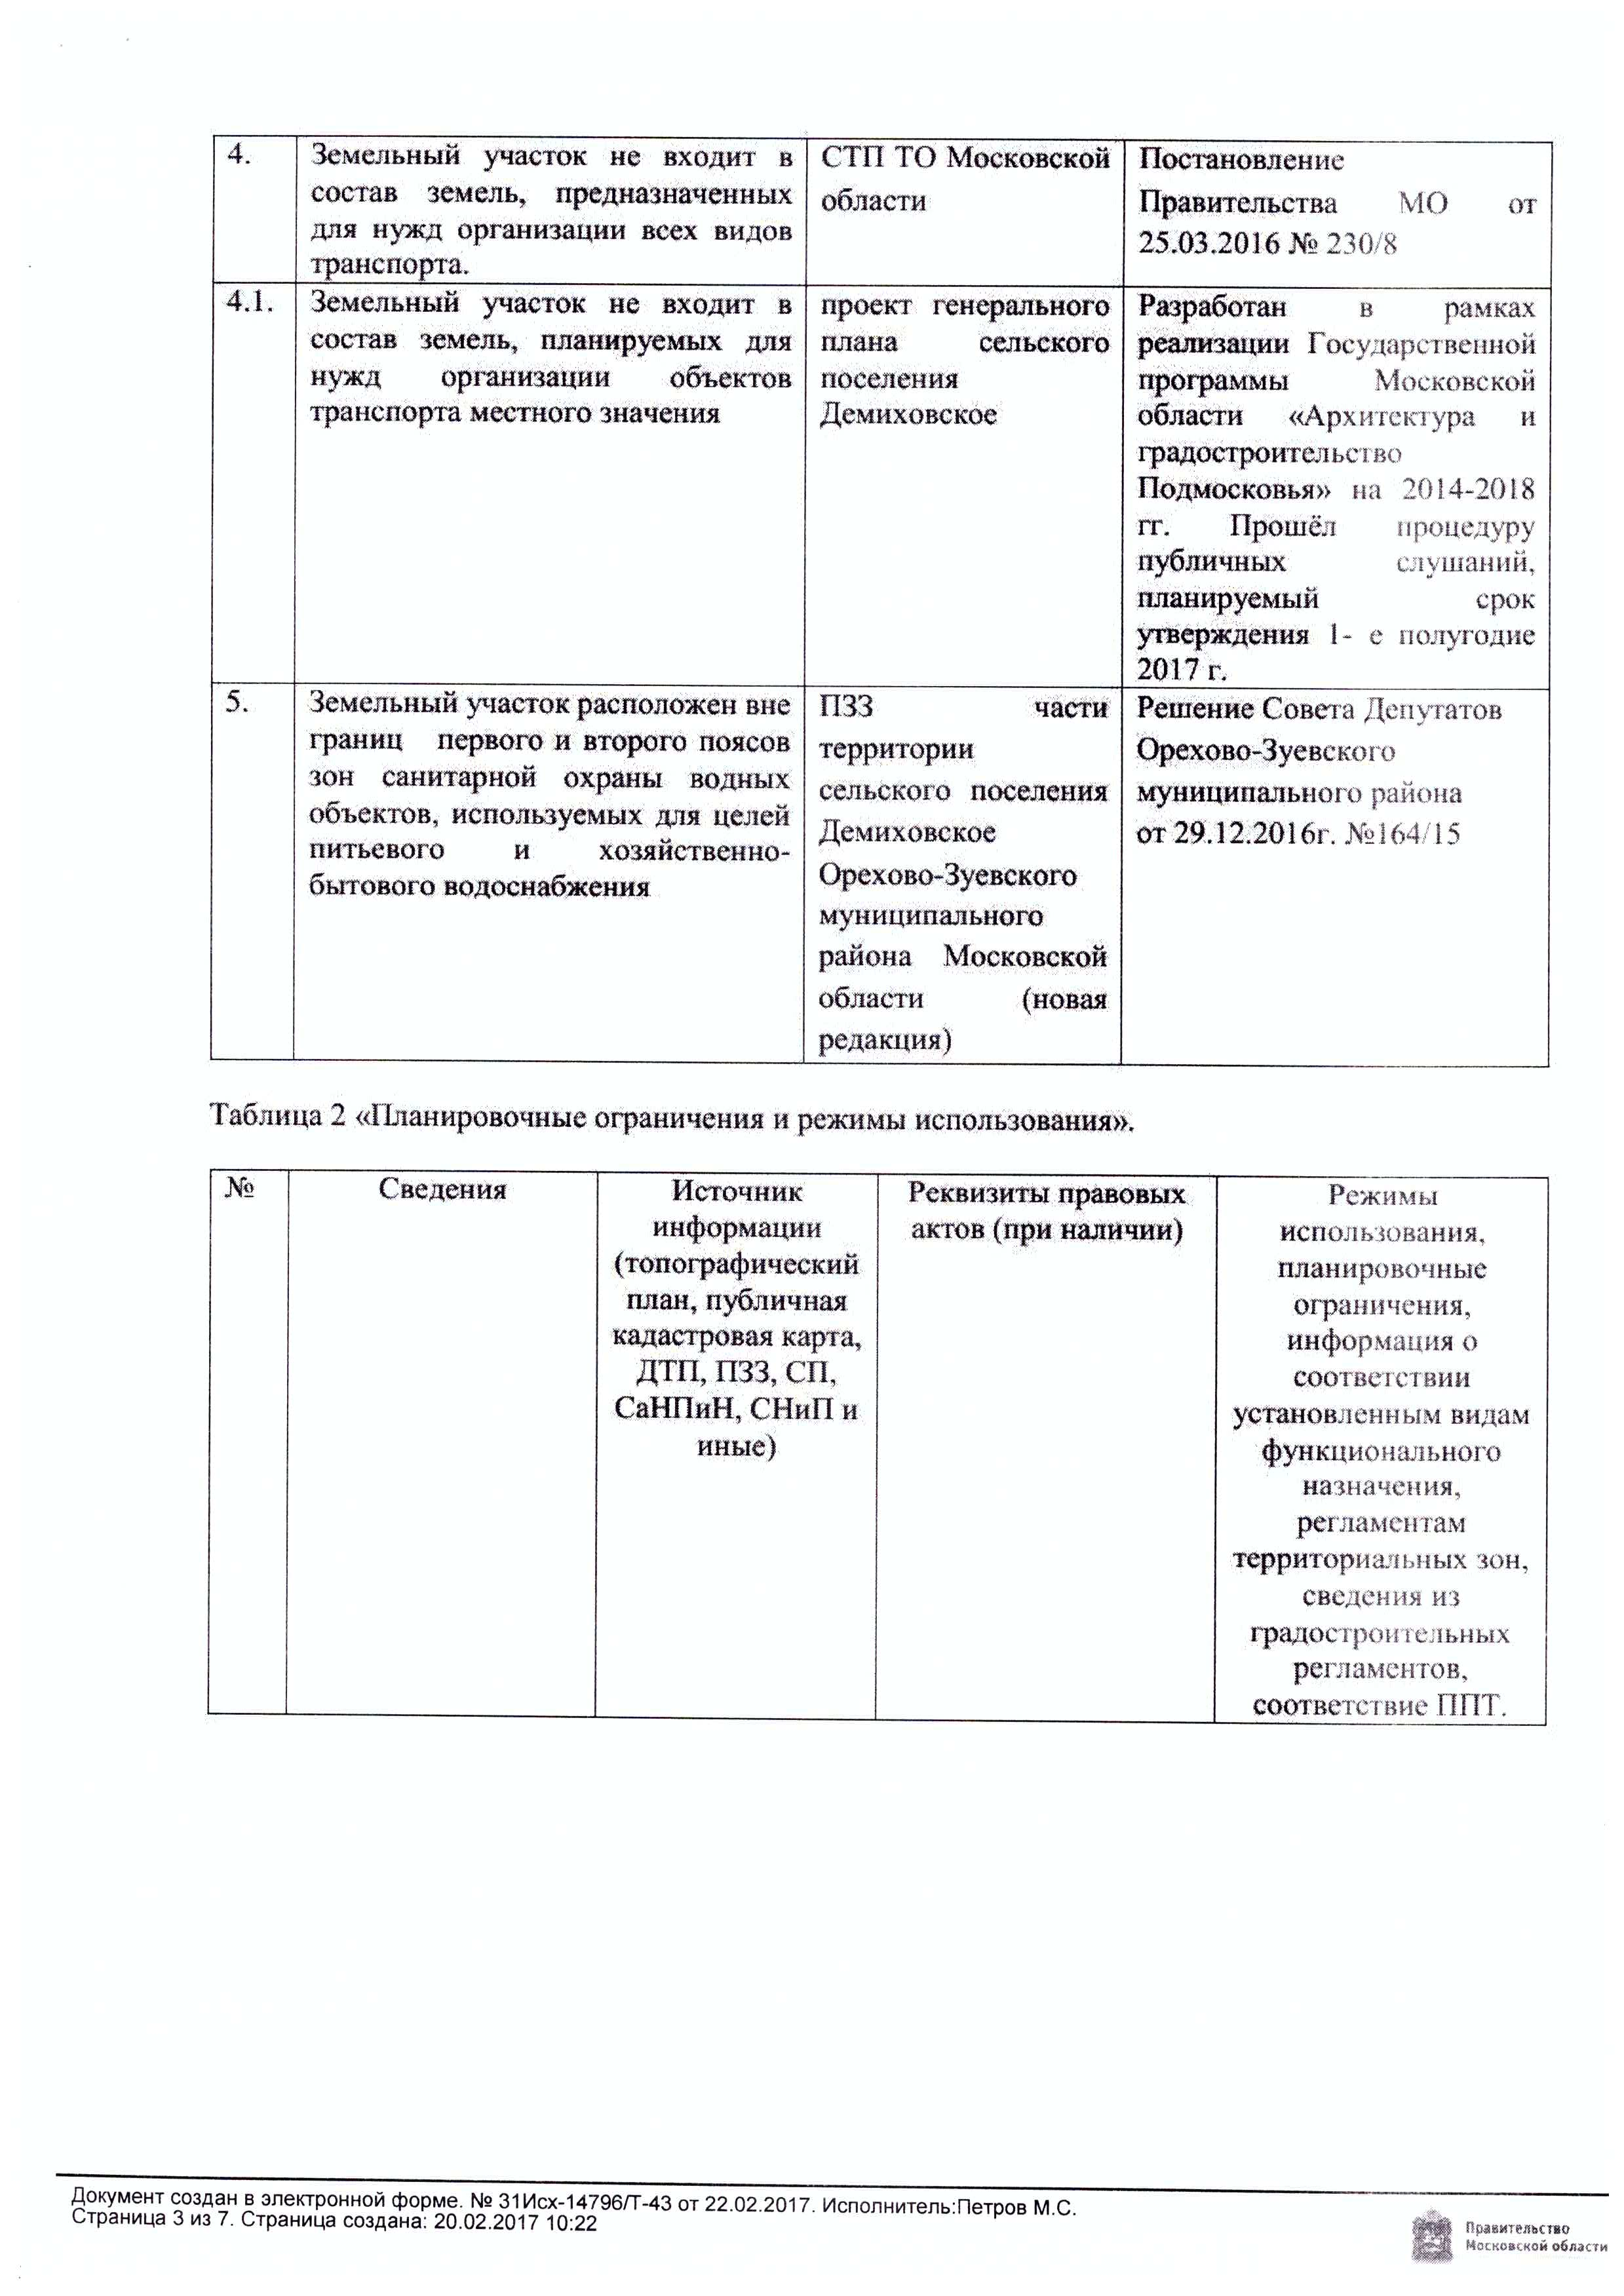 4.
Земельный участок не входит в
состав земель, предназначенных
для нужд организации всех видов
транспорта.
СТП ТО Московской
области
Постановление
Правительства МО от
25.03.2016 № 230/8
4.1.
Земельный участок не входит в
состав земель, планируемых для
нужд организации объектов
транспорта местного значения
проект генерального
плана сельского
поселения
Демиховское
Разработан в рамках
реализации Государственной
программы Московской
области «Архитектура и
градостроительство
Подмосковья» на 2014-2018
гг. Прошёл процедуру
публичных слушаний,
планируемый срок
утверждения 1- е полугодие
2017 г.
5.
Земельный участок расположен вне
границ первого и второго поясов
зон санитарной охраны водных
объектов, используемых для целей
питьевого и хозяйственно-
бытового водоснабжения
ПЗЗ части
территории
сельского поселения
Демиховское
Орехово-Зуевского
муниципального
района Московской
области (новая
редакция)
Решение Совета Депутатов
Орехово-Зуевского
муниципального района
от 29.12.2016г. №164/15
Таблица 2 «Планировочные ограничения и режимы использования».
№
Сведения
Источник
информации
(топографический
план, публичная
кадастровая карта,
ДТП, ПЗЗ, СП,
СаНПиН, СНиП и
иные)
Реквизиты правовых
актов (при наличии)
Режимы
использования,
планировочные
ограничения,
информация о
соответствии
установленным видам
функционального
назначения,
регламентам
территориальных зон,
сведения из
градостроительных
регламентов,
соответствие ППТ.
Документ создан в электронной форме. № 31Исх-14796/Т-43 от 22.02.2017. Исполнитель:Петров М.С.
Страница 3 из 7. Страница создана: 20.02.2017 10:22
Правительство
Московской области